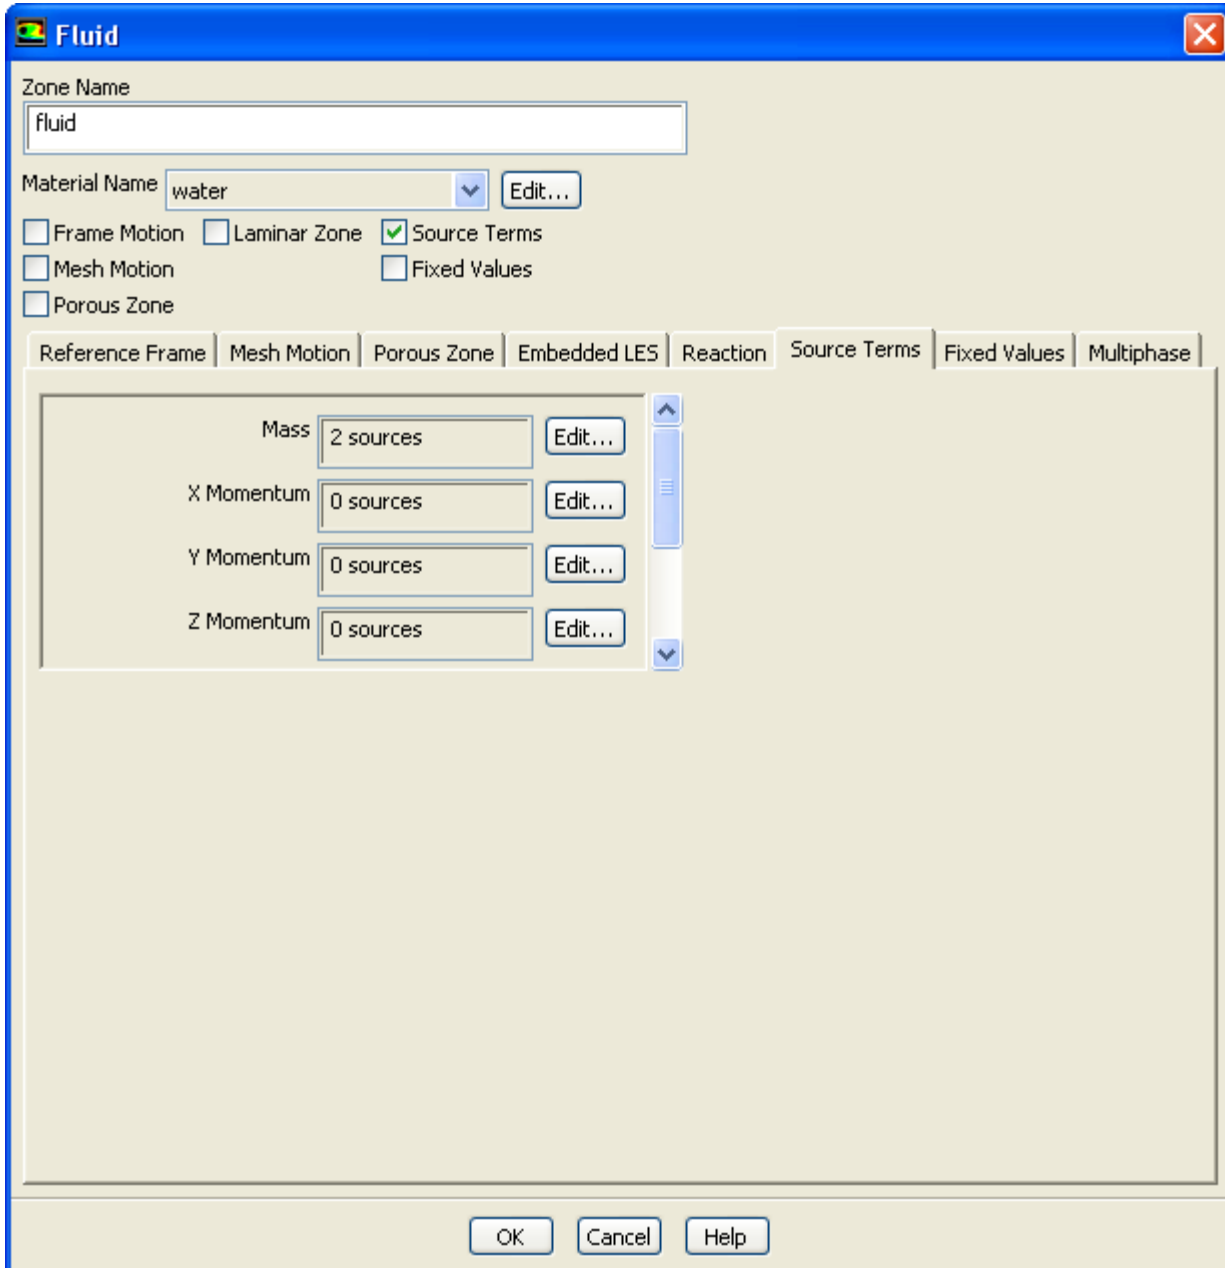 Fluid
Zone Name
fluid
Material Name water Edit...
Frame Motion Laminar Zone Source Terms
Mesh Motion Fixed Values
Porous Zone
Reference Frame Mesh Motion Porous Zone Embedded LES Reaction Source Terms Fixed Values Multiphase
Mass 2 sources Edit...
X Momentum 0 sources Edit...
Y Momentum 0 sources Edit...
Z Momentum 0 sources Edit...
OK Cancel Help